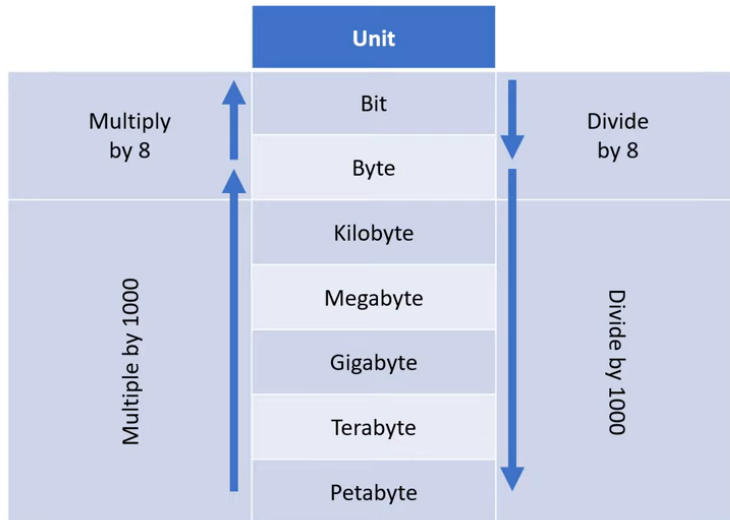 Unit
Multiply
by 8
Bit
Divide
by 8
Byte
Multiple by 1000
Kilobyte
Megabyte
Gigabyte
Terabyte
Petabyte
Divide by 1000